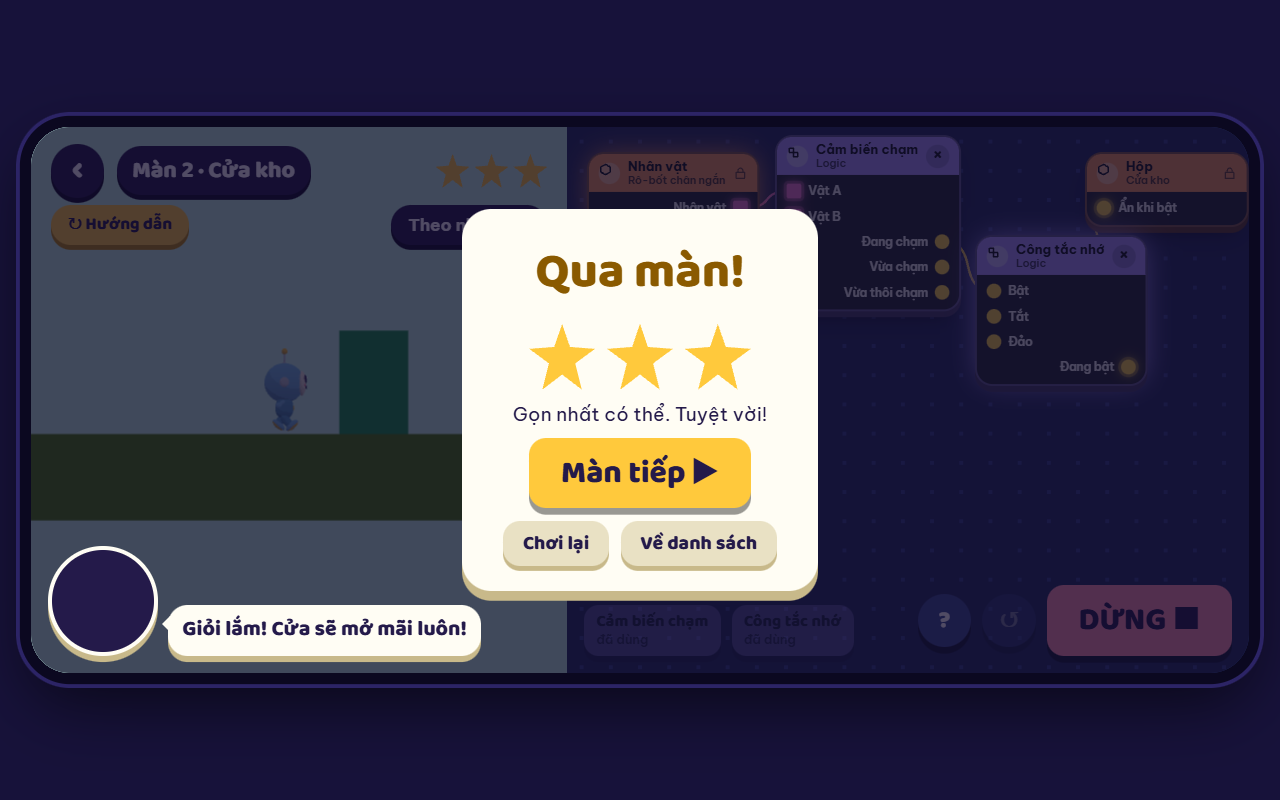 Màn 2 · Cửa kho
↻ Hướng dẫn
Theo n
Nhân vật
Rô-bốt chân ngắn
Nhân vật
Cảm biến chạm
Logic
Vật A
Vật B
Đang chạm
Vừa chạm
Vừa thôi chạm
Hộp
Cửa kho
Ẩn khi bật
Công tắc nhớ
Logic
Bật
Tắt
Đảo
Đang bật
Qua màn!
Gọn nhất có thể. Tuyệt vời!
Màn tiếp ▶
Chơi lại
Về danh sách
Giỏi lắm! Cửa sẽ mở mãi luôn!
Cảm biến chạm
đã dùng
Công tắc nhớ
đã dùng
?
DỪNG ■